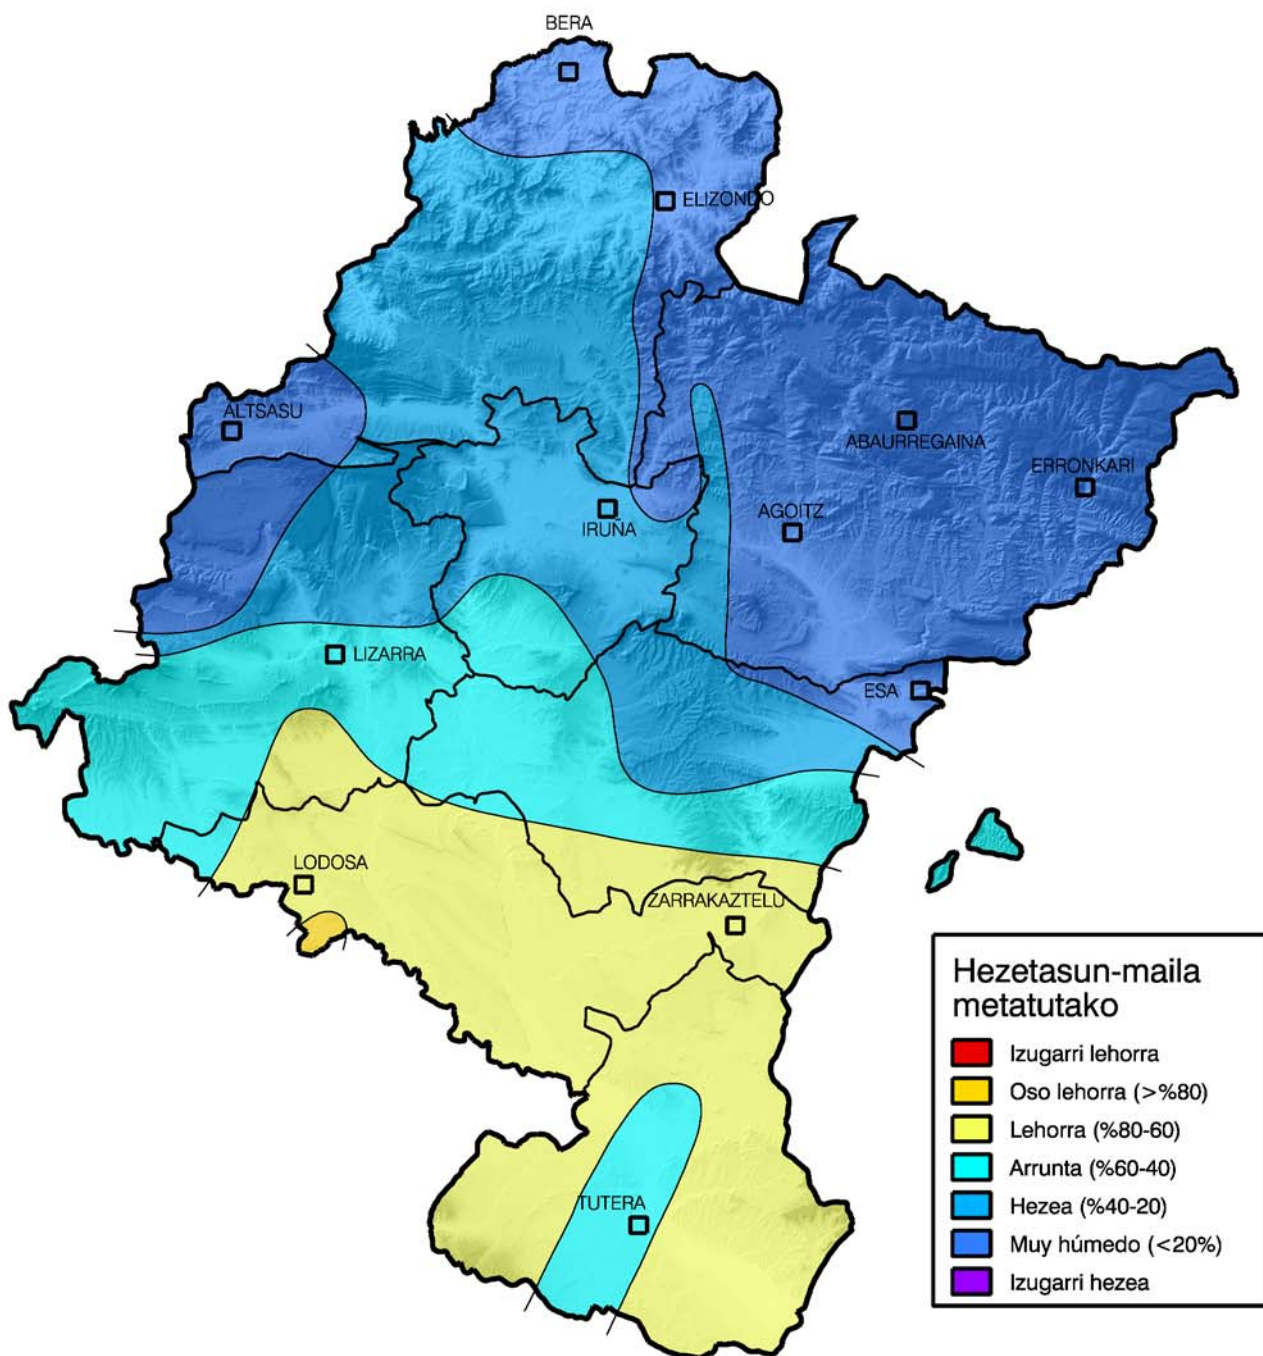 BERA
ELIZONDO
ALTSASU
ABAURREGAINA
ERRONKARI
IRUÑA
AGOITZ
LIZARRA
ESA
LODOSA
ZARRAKAZTELU
TUTERA
Hezetasun-maila
metatutako
Izugarri lehorra
Oso lehorra (>%80)
Lehorra (%80-60)
Arrunta (%60-40)
Hezea (%40-20)
Muy húmedo (<20%)
Izugarri hezea